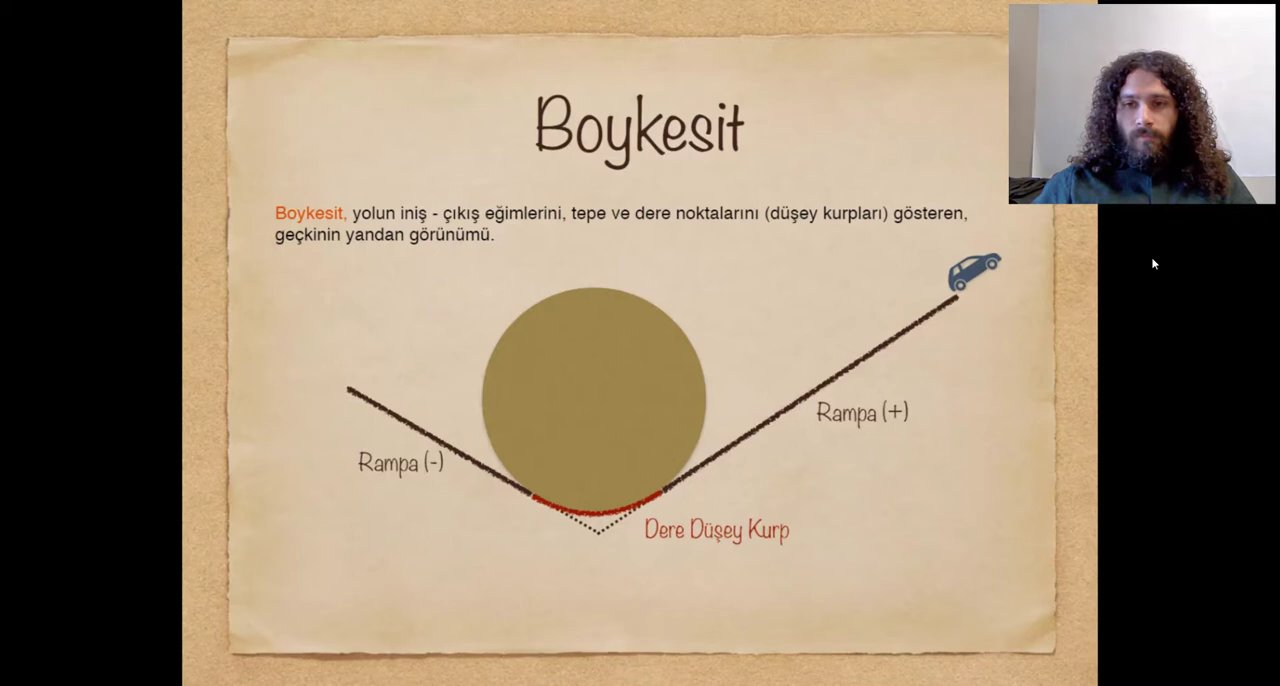 Boykesit
Boykesit, yolun iniş - çıkış eğimlerini, tepe ve dere noktalarını (düşey kurpları) gösteren,
geçkinin yandan görünümü.
Rampa (+)
Rampa (-)
Dere Düşey Kurp